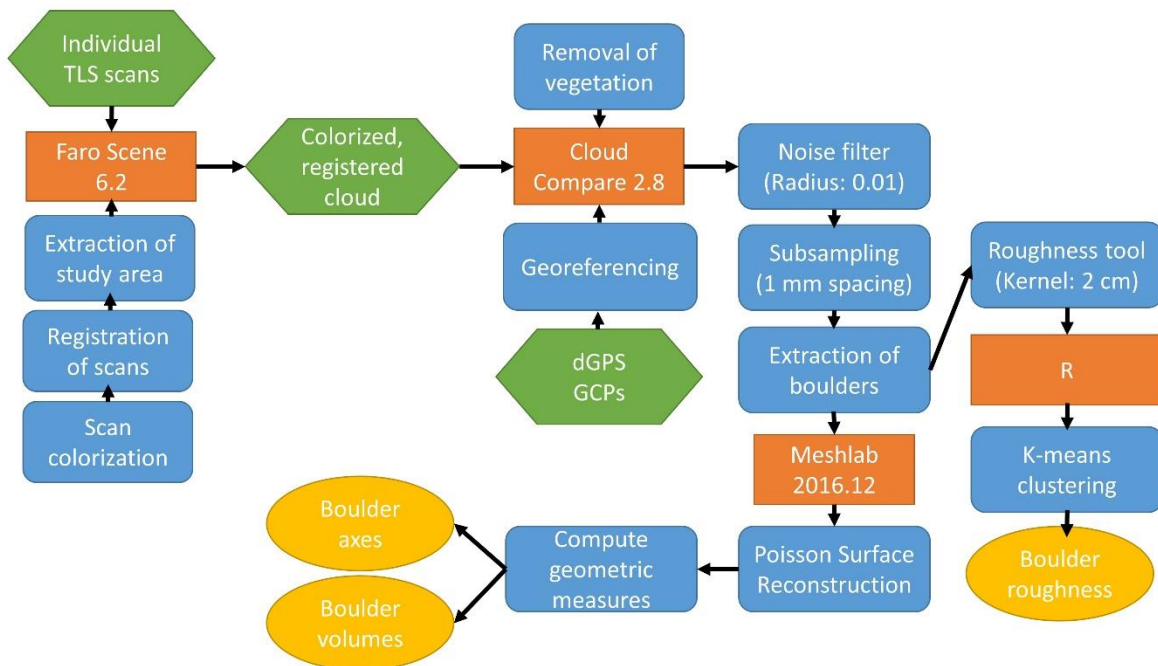 Individual
TLS scans
Faro Scene
6.2
Extraction of
study area
Registration
of scans
Scan
colorization
Colorized,
registered
cloud
Removal of
vegetation
Cloud
Compare 2.8
Georeferencing
dGPS
GCPs
Noise filter
(Radius: 0.01)
Subsampling
(1 mm spacing)
Extraction of
boulders
Roughness tool
(Kernel: 2 cm)
R
K-means
clustering
Boulder
roughness
Meshlab
2016.12
Poisson Surface
Reconstruction
Compute
geometric
measures
Boulder
axes
Boulder
volumes